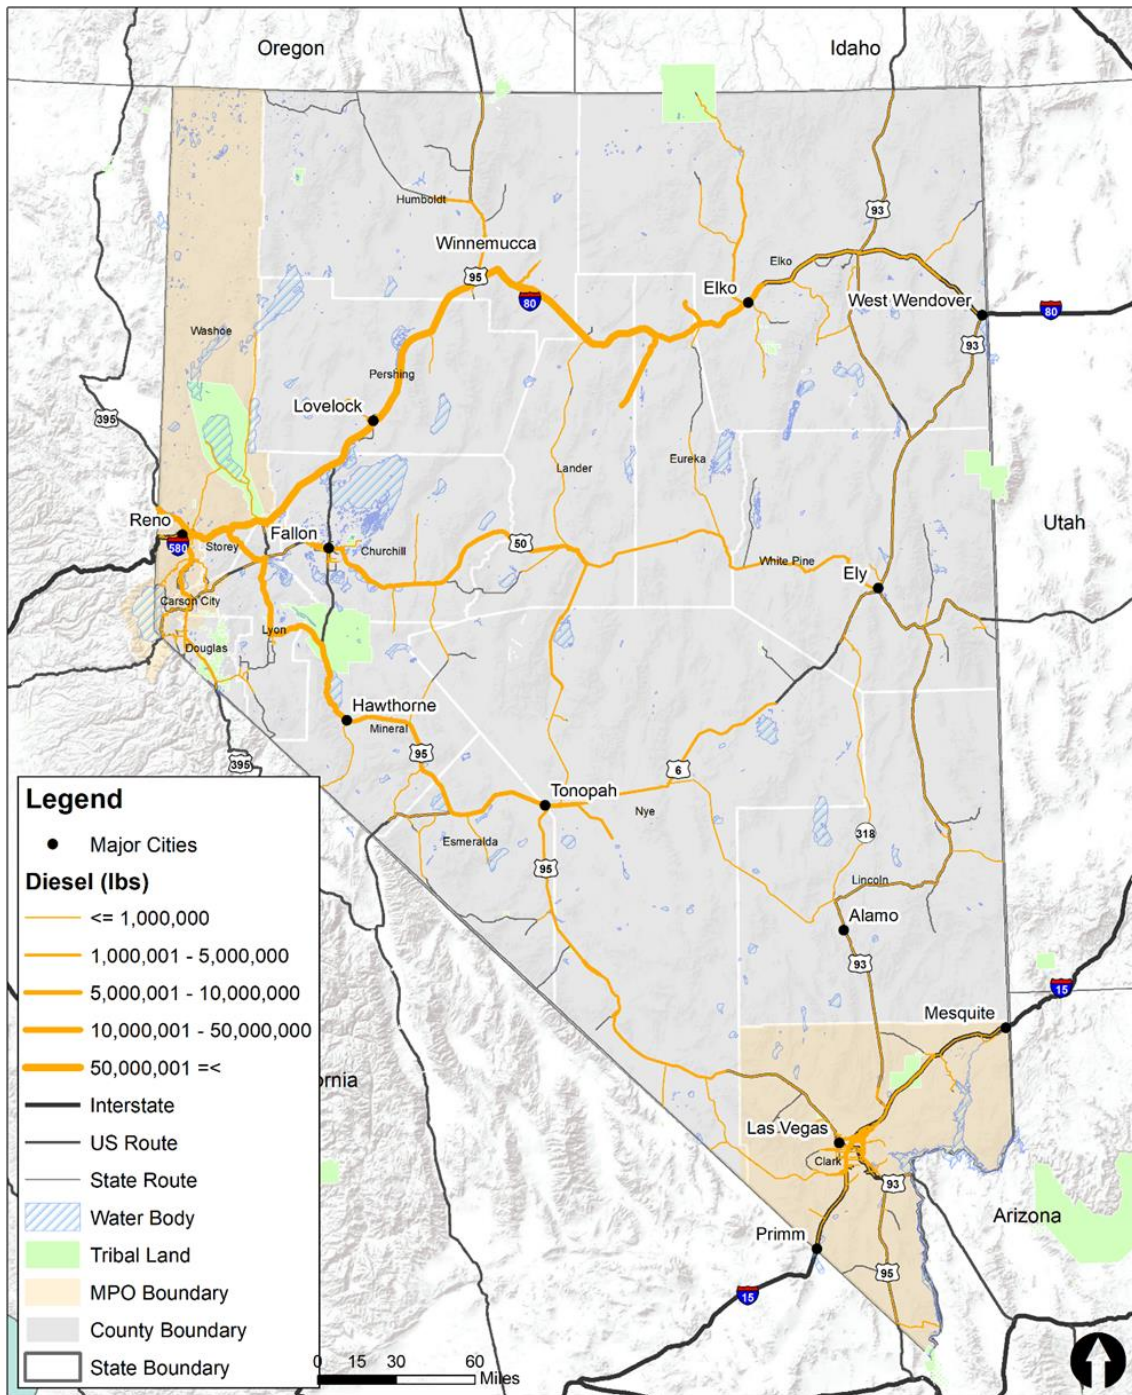 Oregon
Idaho
93
Humboldt
Winnemucca
95
Elko
Elko
80
West Wendover
80
93
Washoe
Pershing
Lovelock
395
Lander
Eureka
Reno
Fallon
50
Utah
580
Storey
Churchill
White Pine
Ely
Carson City
Lyon
Douglas
Hawthorne
Mineral
95
6
395
Tonopah
Nye
Esmeralda
318
95
Lincoln
Alamo
93
15
Mesquite
Las Vegas
Clark
93
Arizona
Primm
95
15
rnia
Legend
Major Cities
Diesel (lbs)
<= 1,000,000
1,000,001 - 5,000,000
5,000,001 - 10,000,000
10,000,001 - 50,000,000
50,000,001 =<
Interstate
US Route
State Route
Water Body
Tribal Land
MPO Boundary
County Boundary
State Boundary
0 15 30 60
Miles